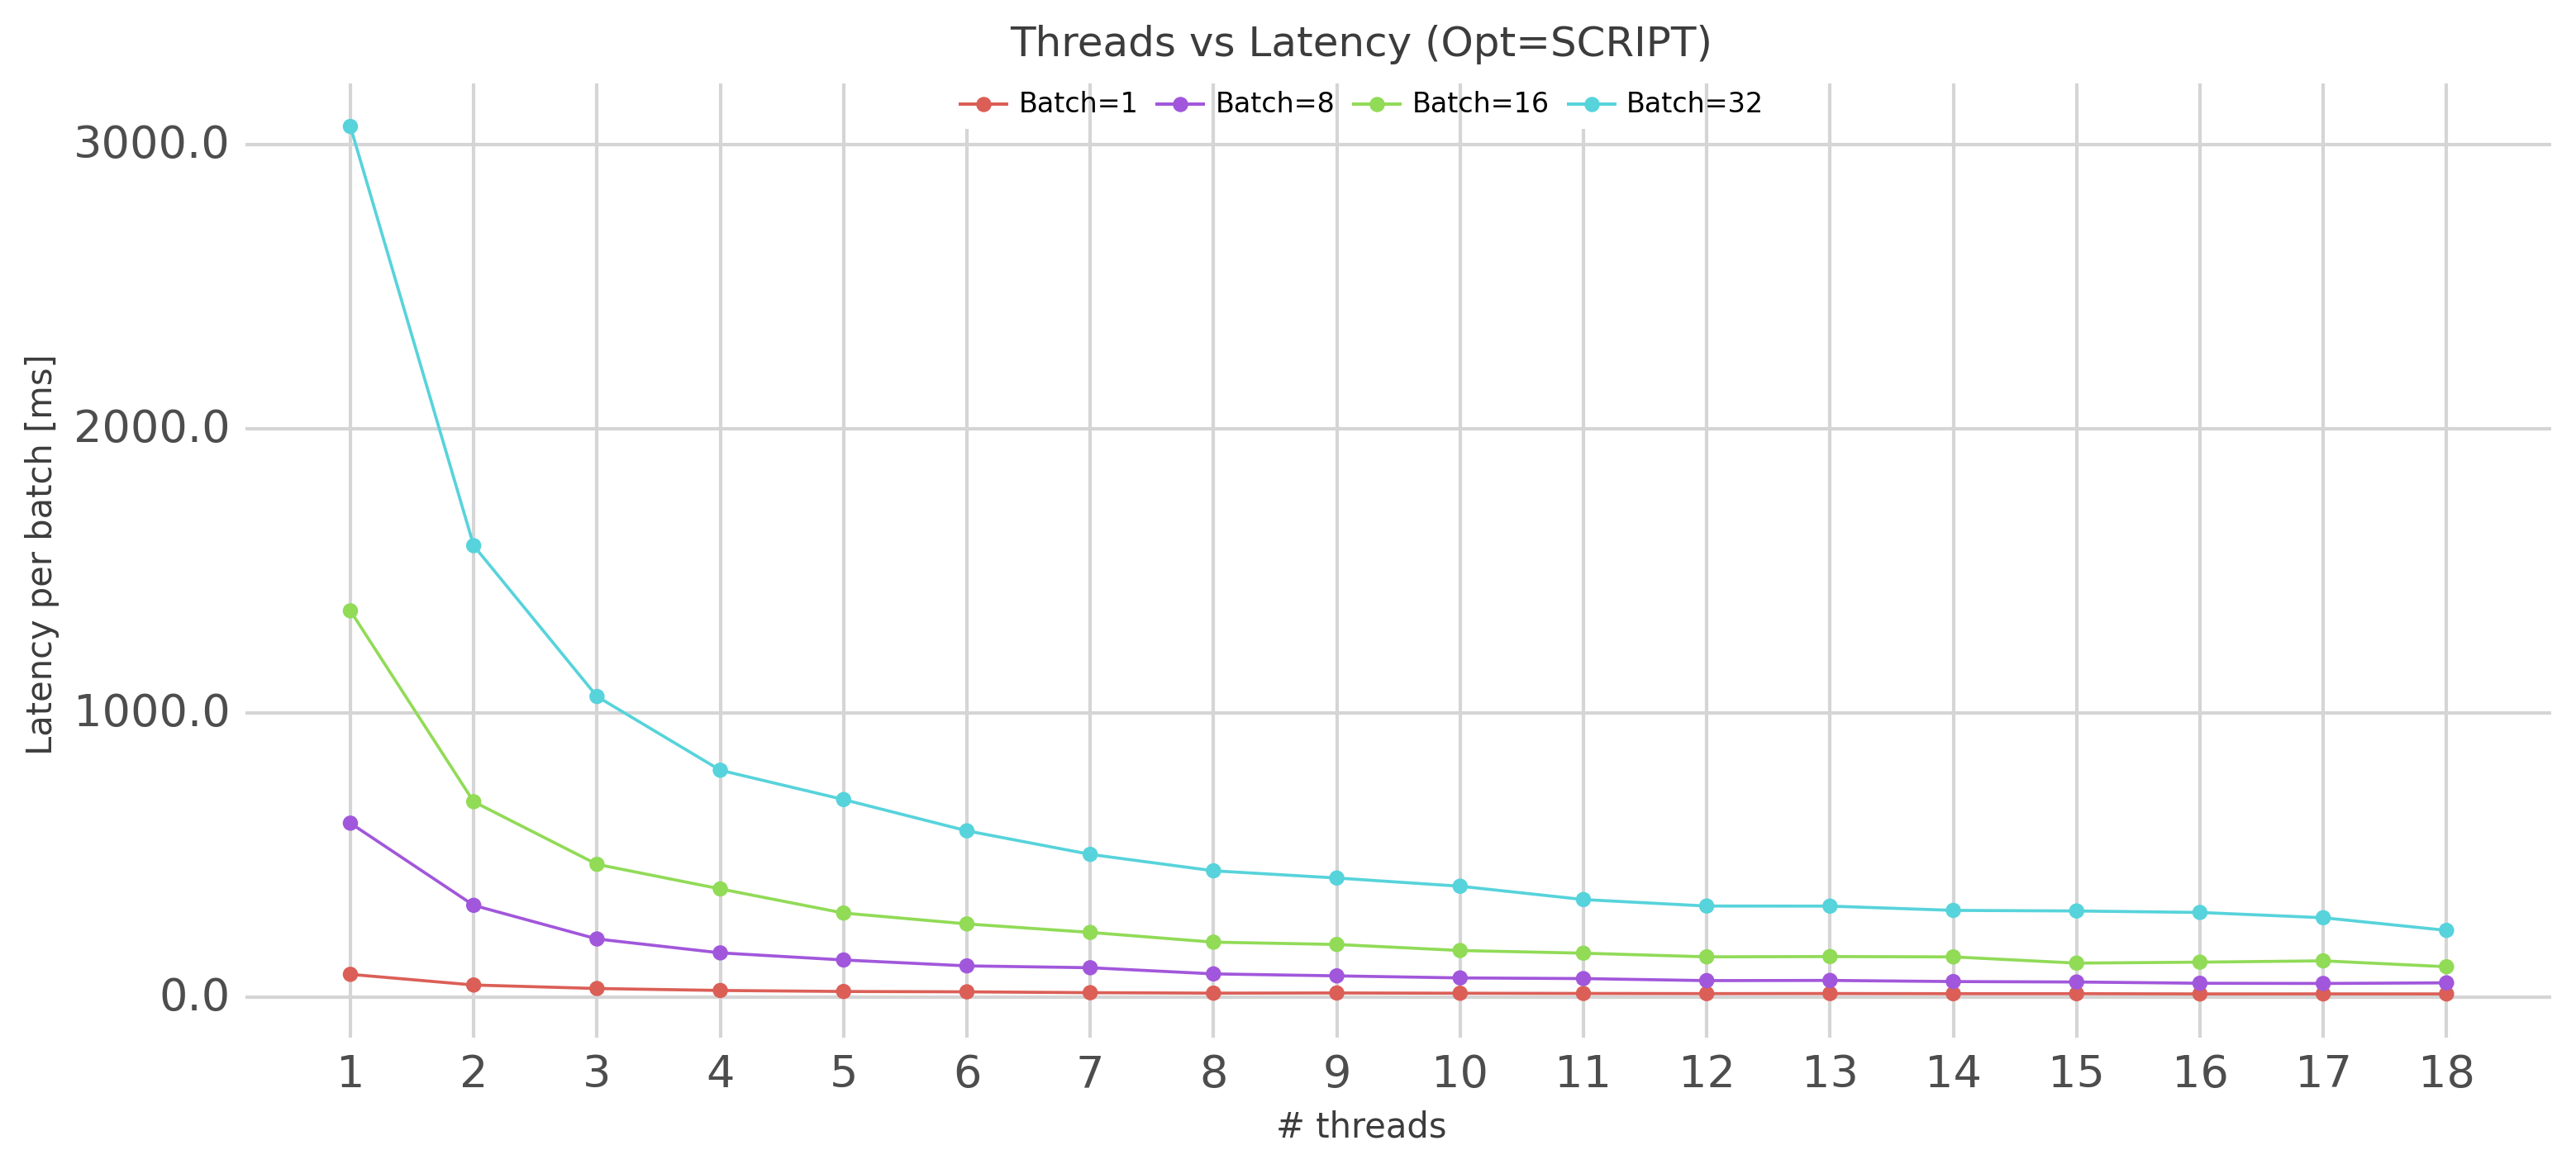 Threads vs Latency (Opt=SCRIPT)
Batch=1 Batch=8 Batch=16 Batch=32
Latency per batch [ms]
3000.0
2000.0
1000.0
0.0
1 2 3 4 5 6 7 8 9 10 11 12 13 14 15 16 17 18
# threads